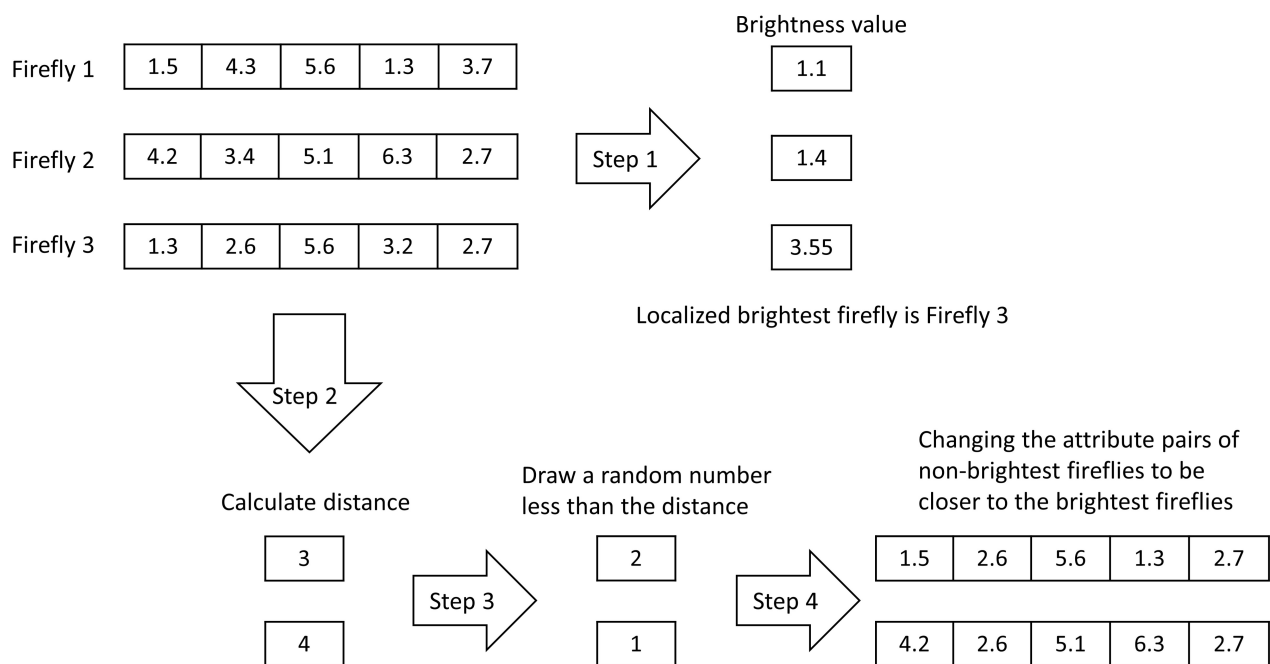 Brightness value
Firefly 1 1.5 4.3 5.6 1.3 3.7 1.1
Firefly 2 4.2 3.4 5.1 6.3 2.7 Step 1 1.4
Firefly 3 1.3 2.6 5.6 3.2 2.7 3.55
Localized brightest firefly is Firefly 3
Step 2
Calculate distance
3
4
Step 3
Draw a random number
less than the distance
2
1
Step 4
Changing the attribute pairs of
non-brightest fireflies to be
closer to the brightest fireflies
1.5 2.6 5.6 1.3 2.7
4.2 2.6 5.1 6.3 2.7